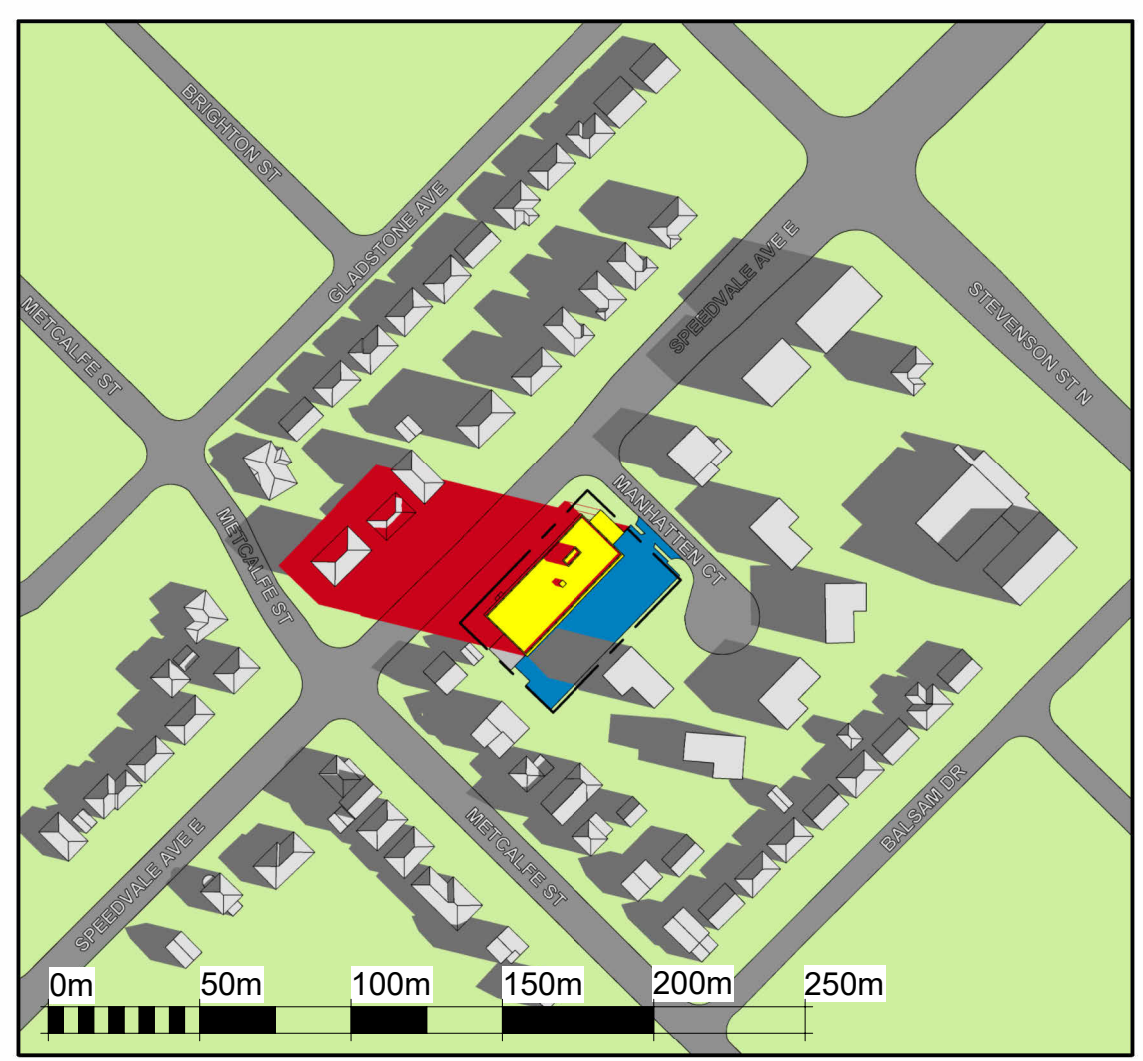 BRIGHTON ST
GLADSTONE AVE
METCALFE ST
SPEEDVALE AVE E
STEVENSON ST N
MANHATTEN CT
METCALFE ST
METCALFE ST
BALSAM DR
SPEEDVALE AVE E
0m 50m 100m 150m 200m 250m